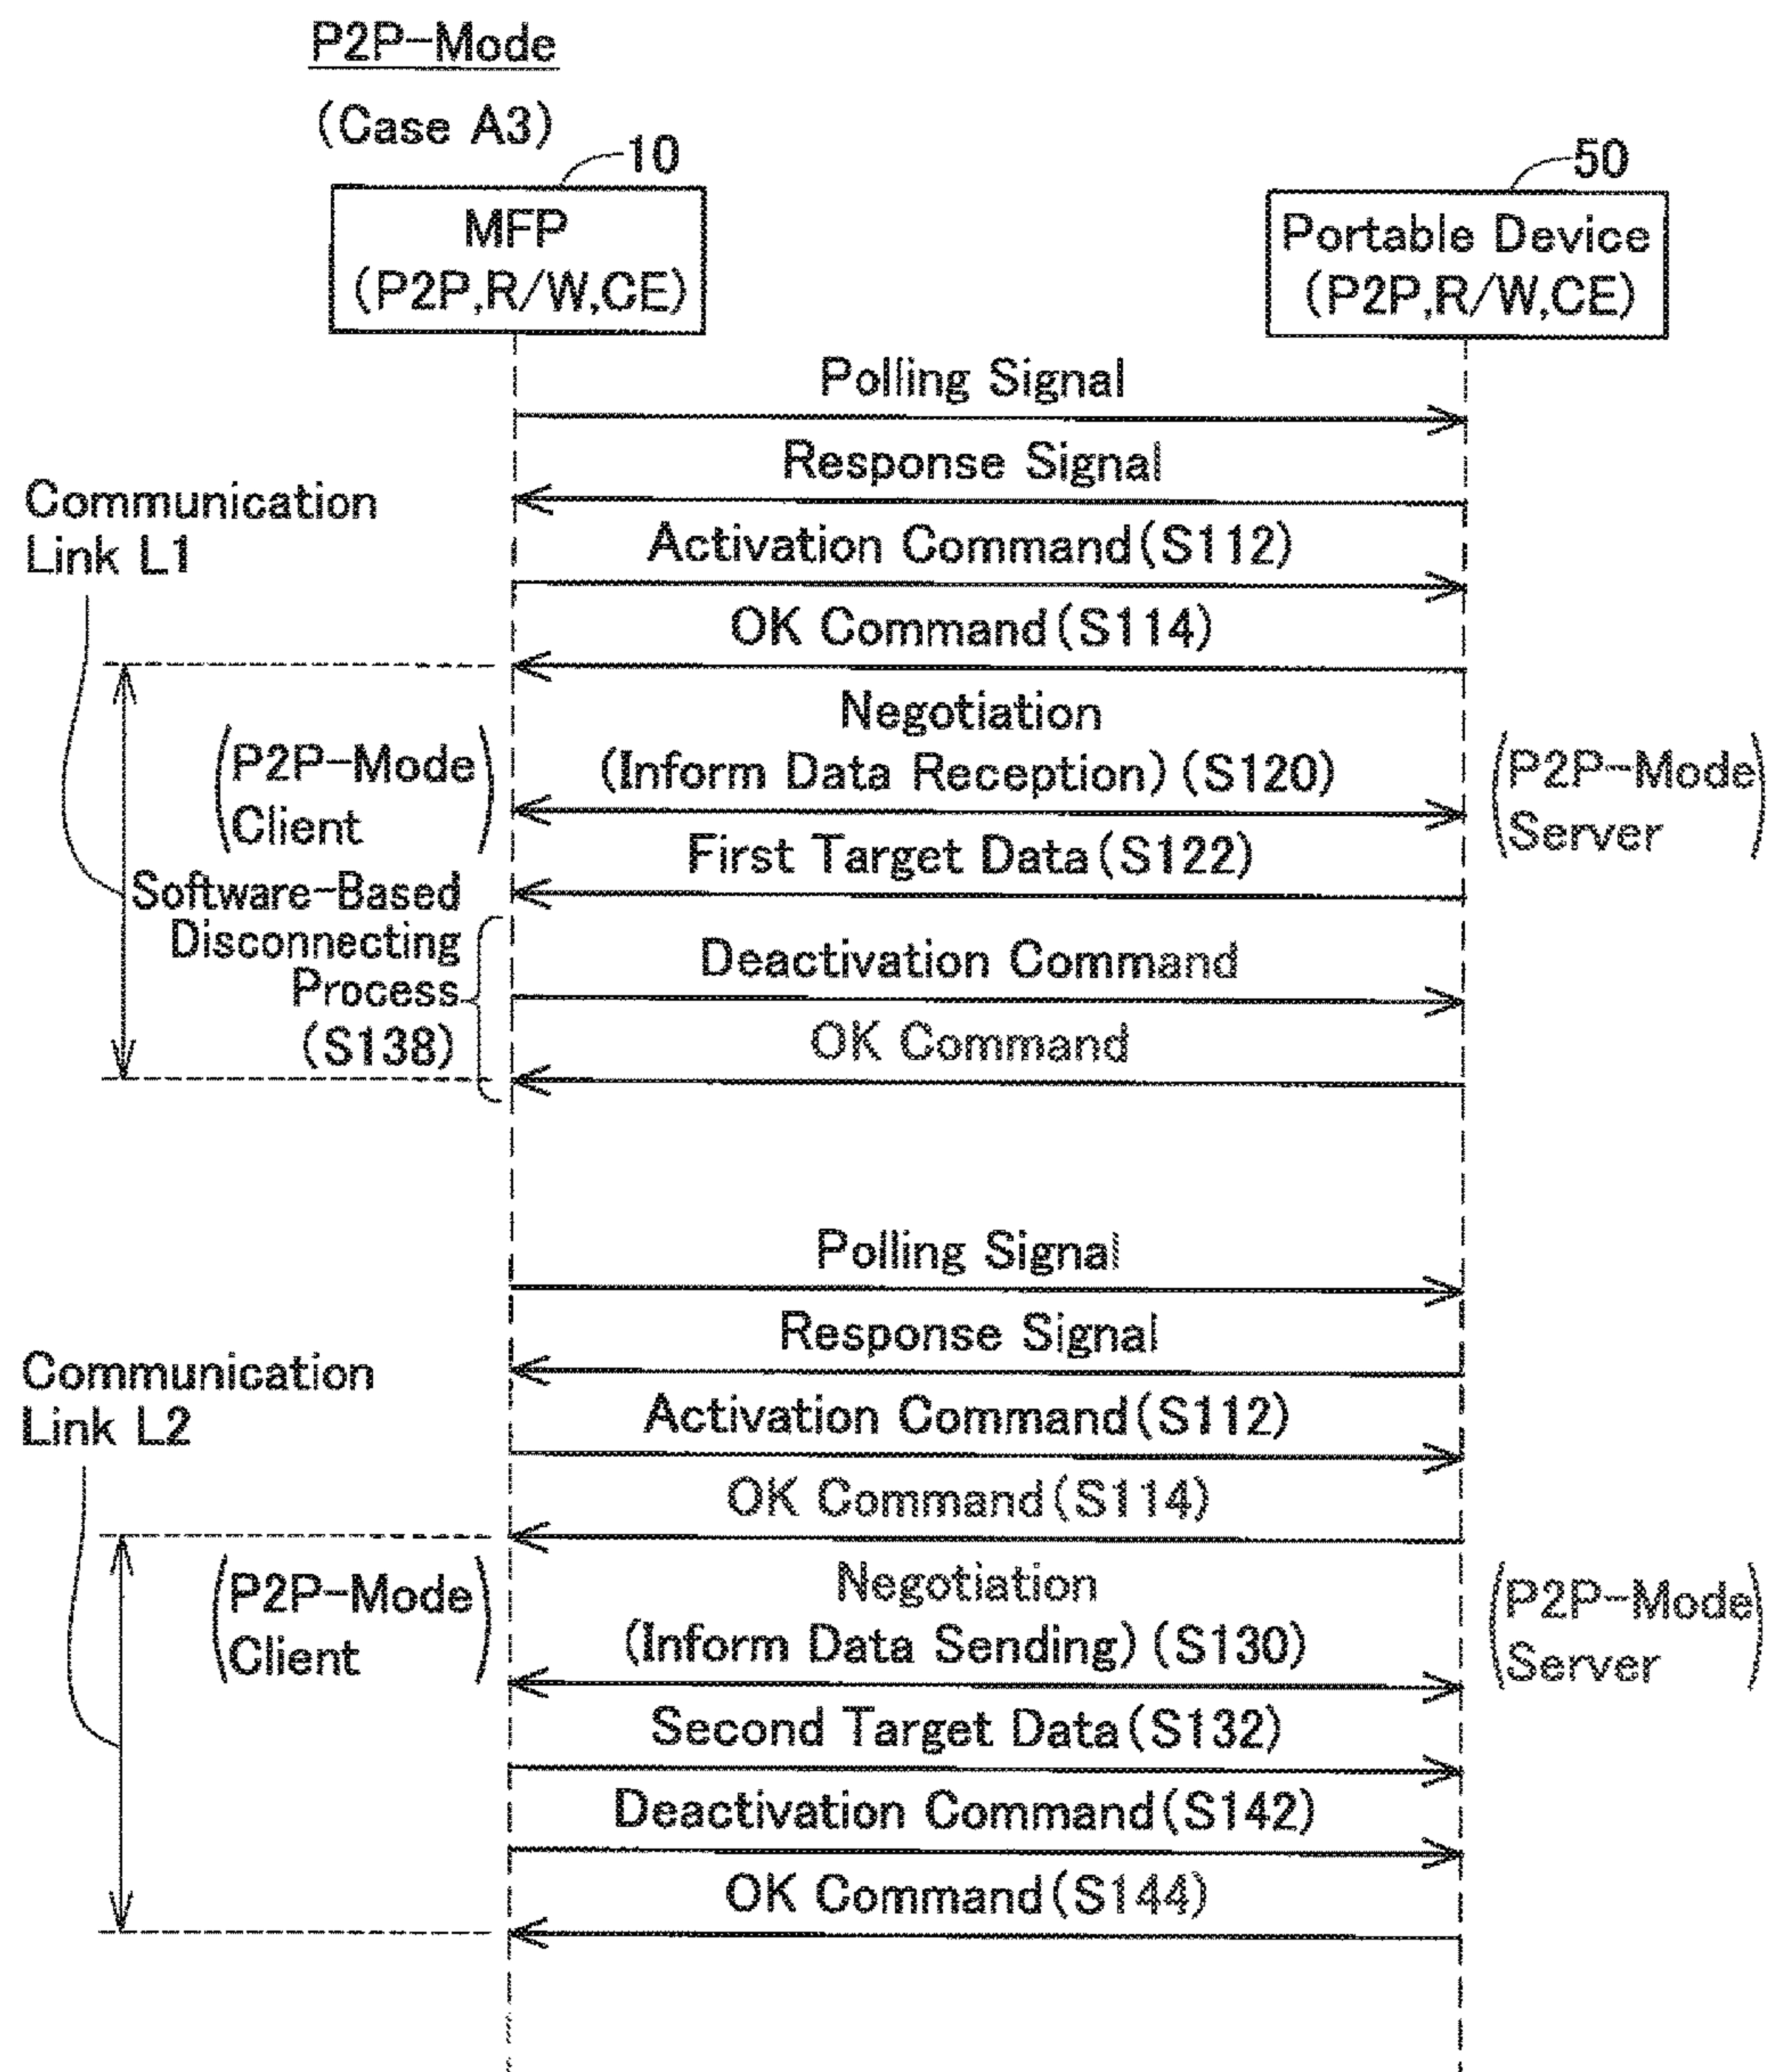 P2P-Mode
(Case A3)
10
50
MFP
(P2P,R/W,CE)
Portable Device
(P2P,R/W,CE)
Polling Signal
Response Signal
Communication
Link L1
Activation Command(S112)
OK Command(S114)
Negotiation
(Inform Data Reception)(S120)
(P2P-Mode
Client)
(P2P-Mode
Server)
First Target Data(S122)
Software-Based
Disconnecting
Process
(S138)
Deactivation Command
OK Command
Polling Signal
Response Signal
Communication
Link L2
Activation Command(S112)
OK Command(S114)
Negotiation
(Inform Data Sending)(S130)
(P2P-Mode
Client)
(P2P-Mode
Server)
Second Target Data(S132)
Deactivation Command(S142)
OK Command(S144)